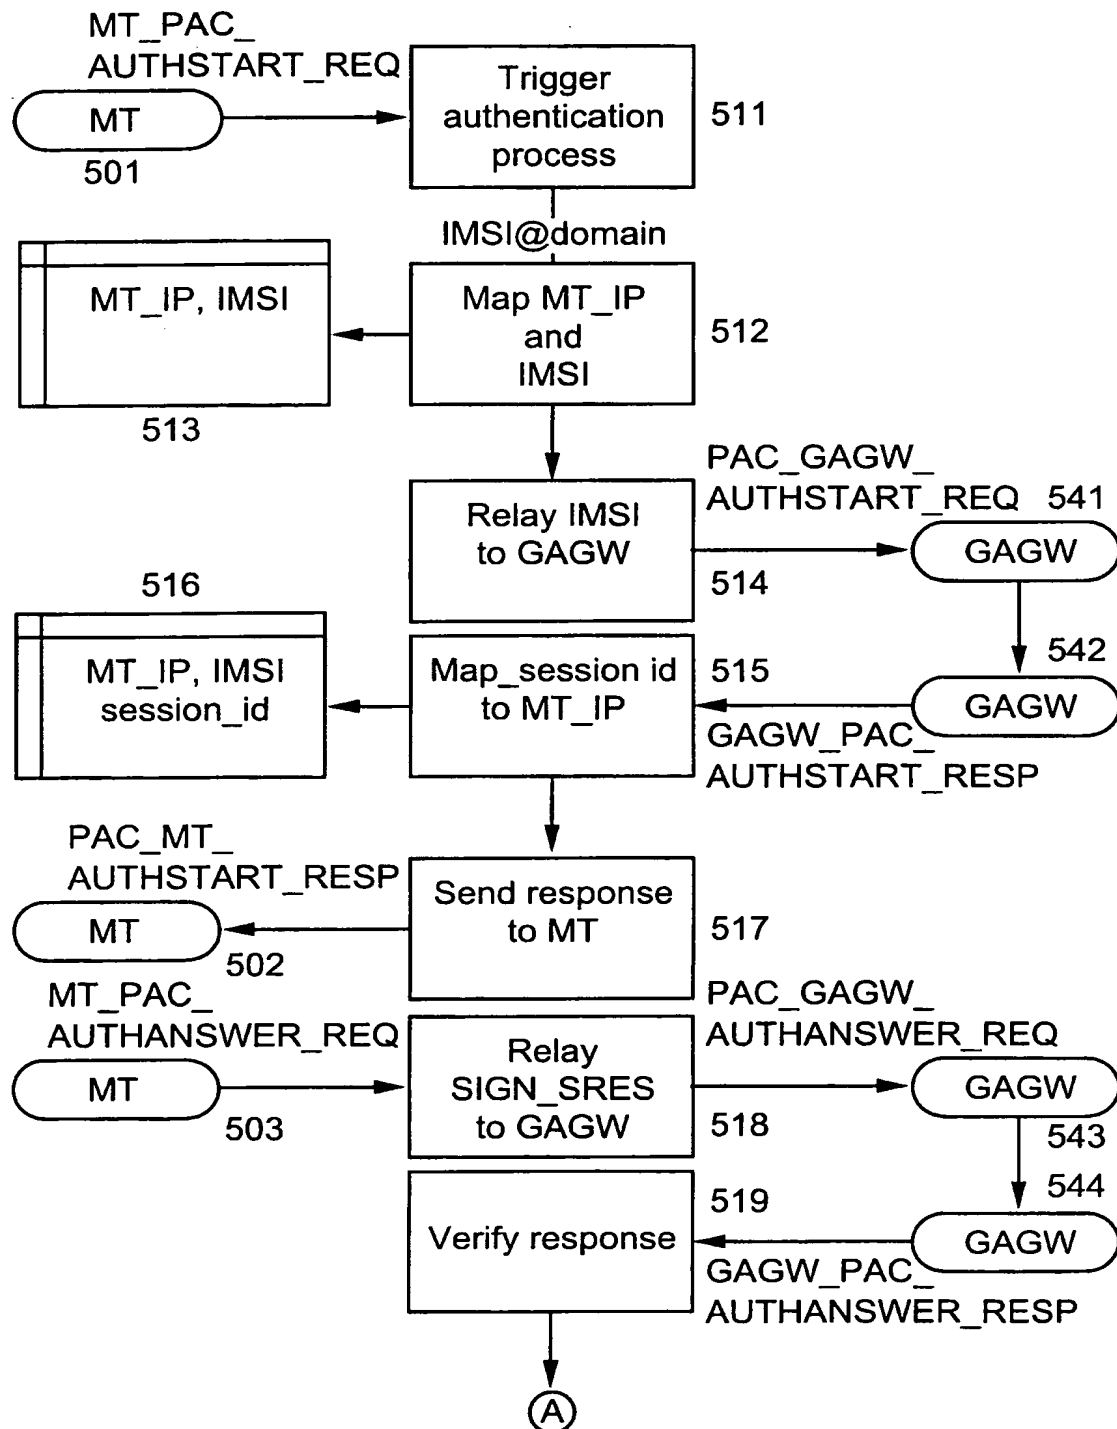 MT_PAC_
AUTHSTART_REQ
MT
501
Trigger
authentication
process
511
IMSI@domain
MT_IP, IMSI
513
Map MT_IP
and
IMSI
512
Relay IMSI
to GAGW
514
PAC_GAGW_
AUTHSTART_REQ
541
GAGW
516
MT_IP, IMSI
session_id
Map_session id
to MT_IP
515
542
GAGW
GAGW_PAC_
AUTHSTART_RESP
PAC_MT_
AUTHSTART_RESP
MT
502
Send response
to MT
517
MT_PAC_
AUTHANSWER_REQ
MT
503
Relay
SIGN_SRES
to GAGW
518
PAC_GAGW_
AUTHANSWER_REQ
GAGW
543
544
Verify response
519
GAGW
GAGW_PAC_
AUTHANSWER_RESP
A